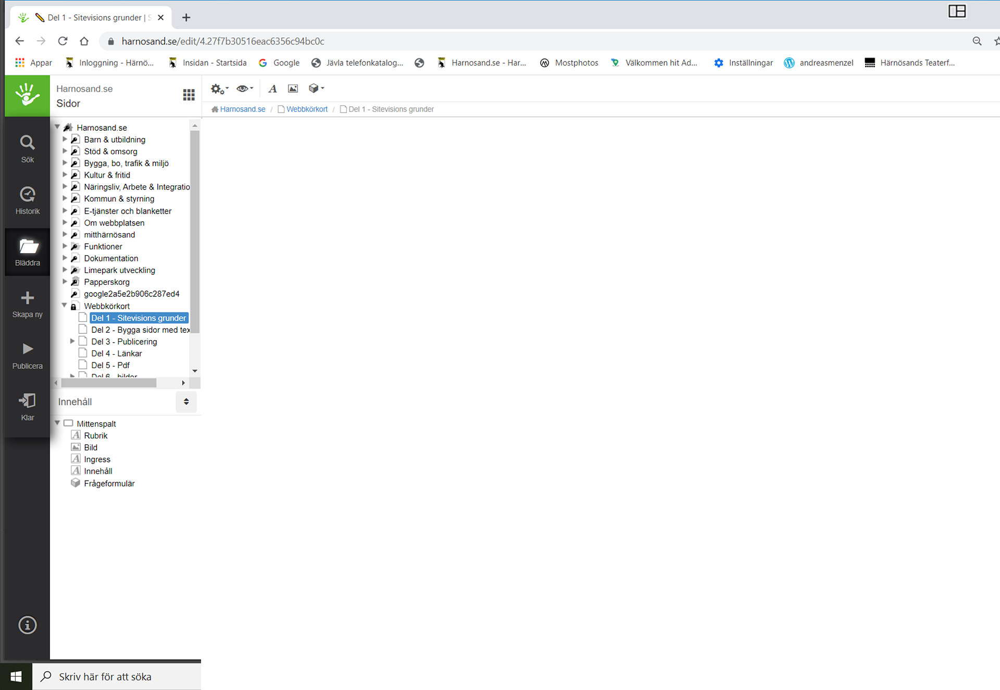 Del 1 - Sitevisions grunder | S
harnosand.se/edit/4.27f7b30516eac6356c94bc0c
Appar
Inloggning - Härnö...
Insidan - Startsida
Google
Jävla telefonkatalog...
Harnosand.se - Har...
Mostphotos
Välkommen hit Ad...
Inställningar
andreasmenzel
Härnösands Teaterf...
Harnosand.se
Sidor
Harnosand.se / Webbkörkort / Del 1 - Sitevisions grunder
Sök
Historik
Bläddra
Skapa ny
Publicera
Klar
Harnosand.se
Barn & utbildning
Stöd & omsorg
Bygga, bo, trafik & miljö
Kultur & fritid
Näringsliv, Arbete & Integratio
Kommun & styrning
E-tjänster och blanketter
Om webbplatsen
mitthärnösand
Funktioner
Dokumentation
Limepark utveckling
Papperskorg
google2a5e2b906c287ed4
Webbkörkort
Del 1 - Sitevisions grunder
Del 2 - Bygga sidor med tex
Del 3 - Publicering
Del 4 - Länkar
Del 5 - Pdf
Del 6 - bilder
Innehåll
Mittenspalt
Rubrik
Bild
Ingress
Innehåll
Frågeformulär
Skriv här för att söka